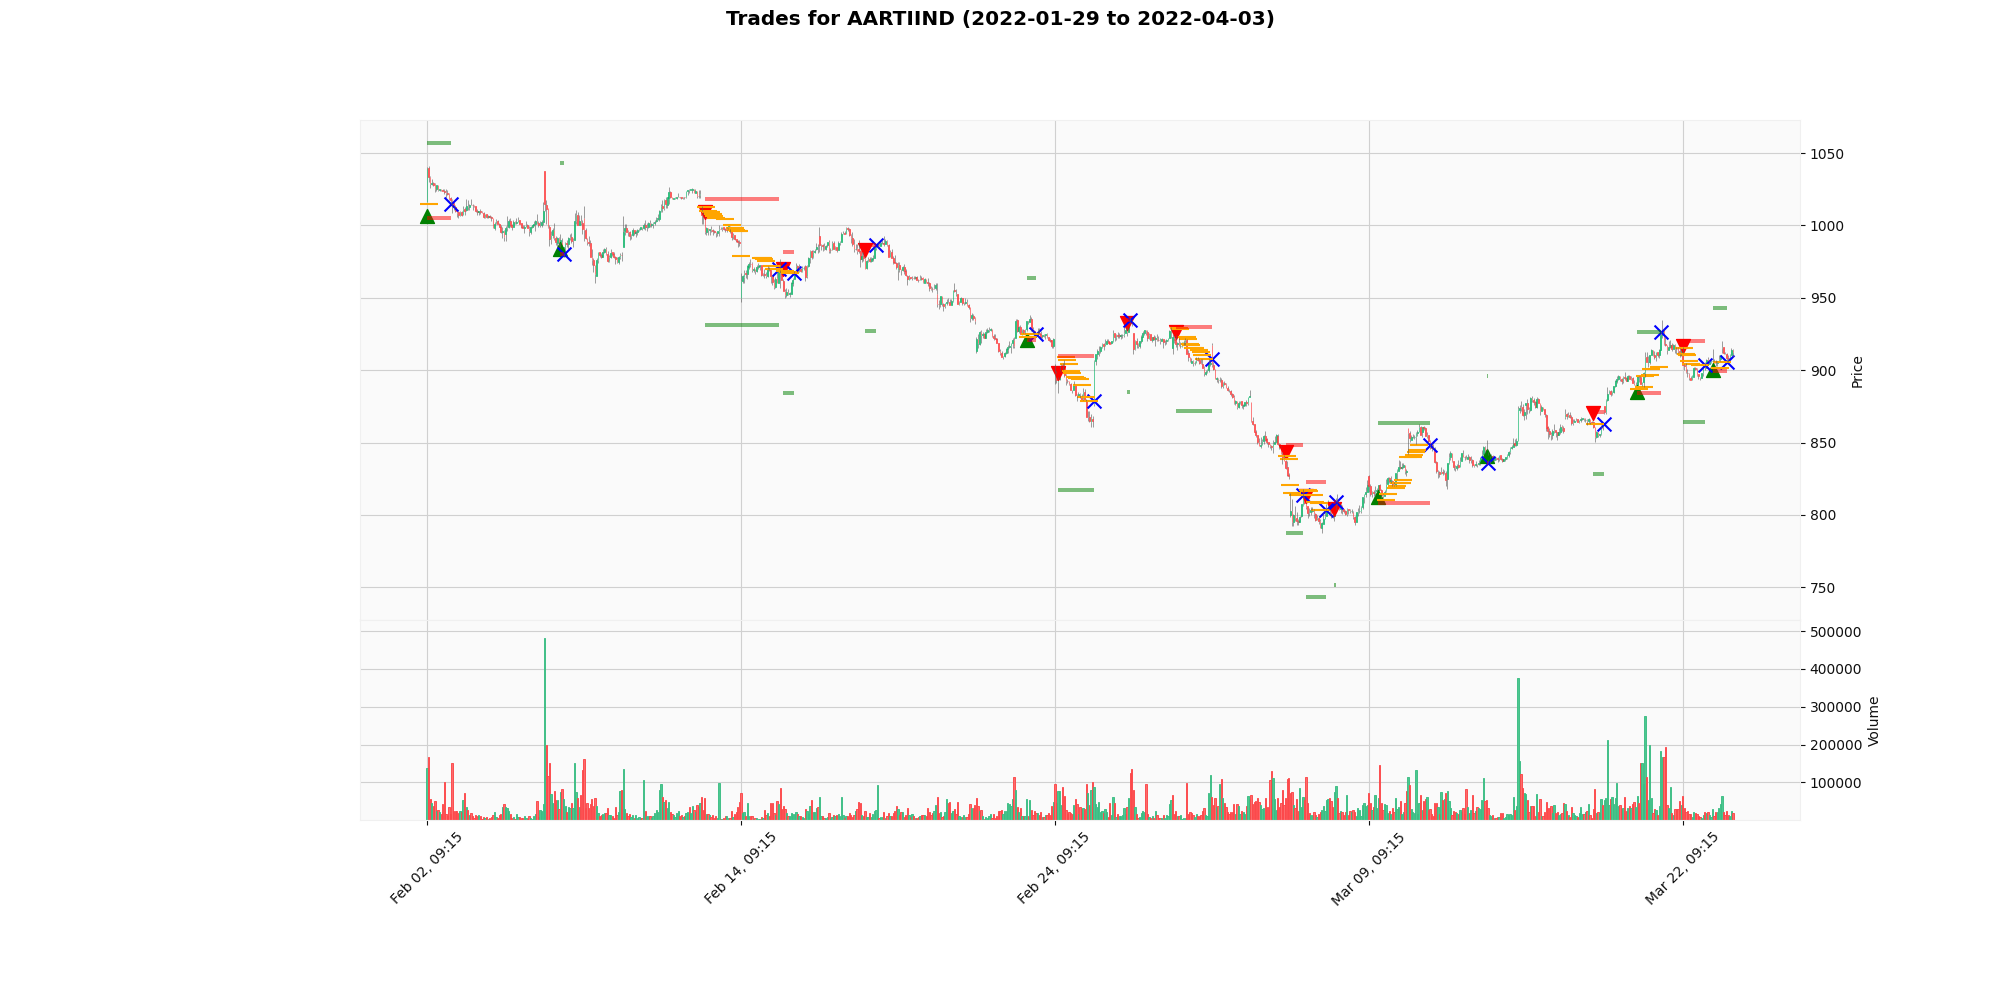 Trades for AARTIIND (2022-01-29 to 2022-04-03)
1050
1000
950
900
850
800
750
Price
500000
400000
300000
200000
100000
Volume
Feb 02, 09:15
Feb 14, 09:15
Feb 24, 09:15
Mar 09, 09:15
Mar 22, 09:15